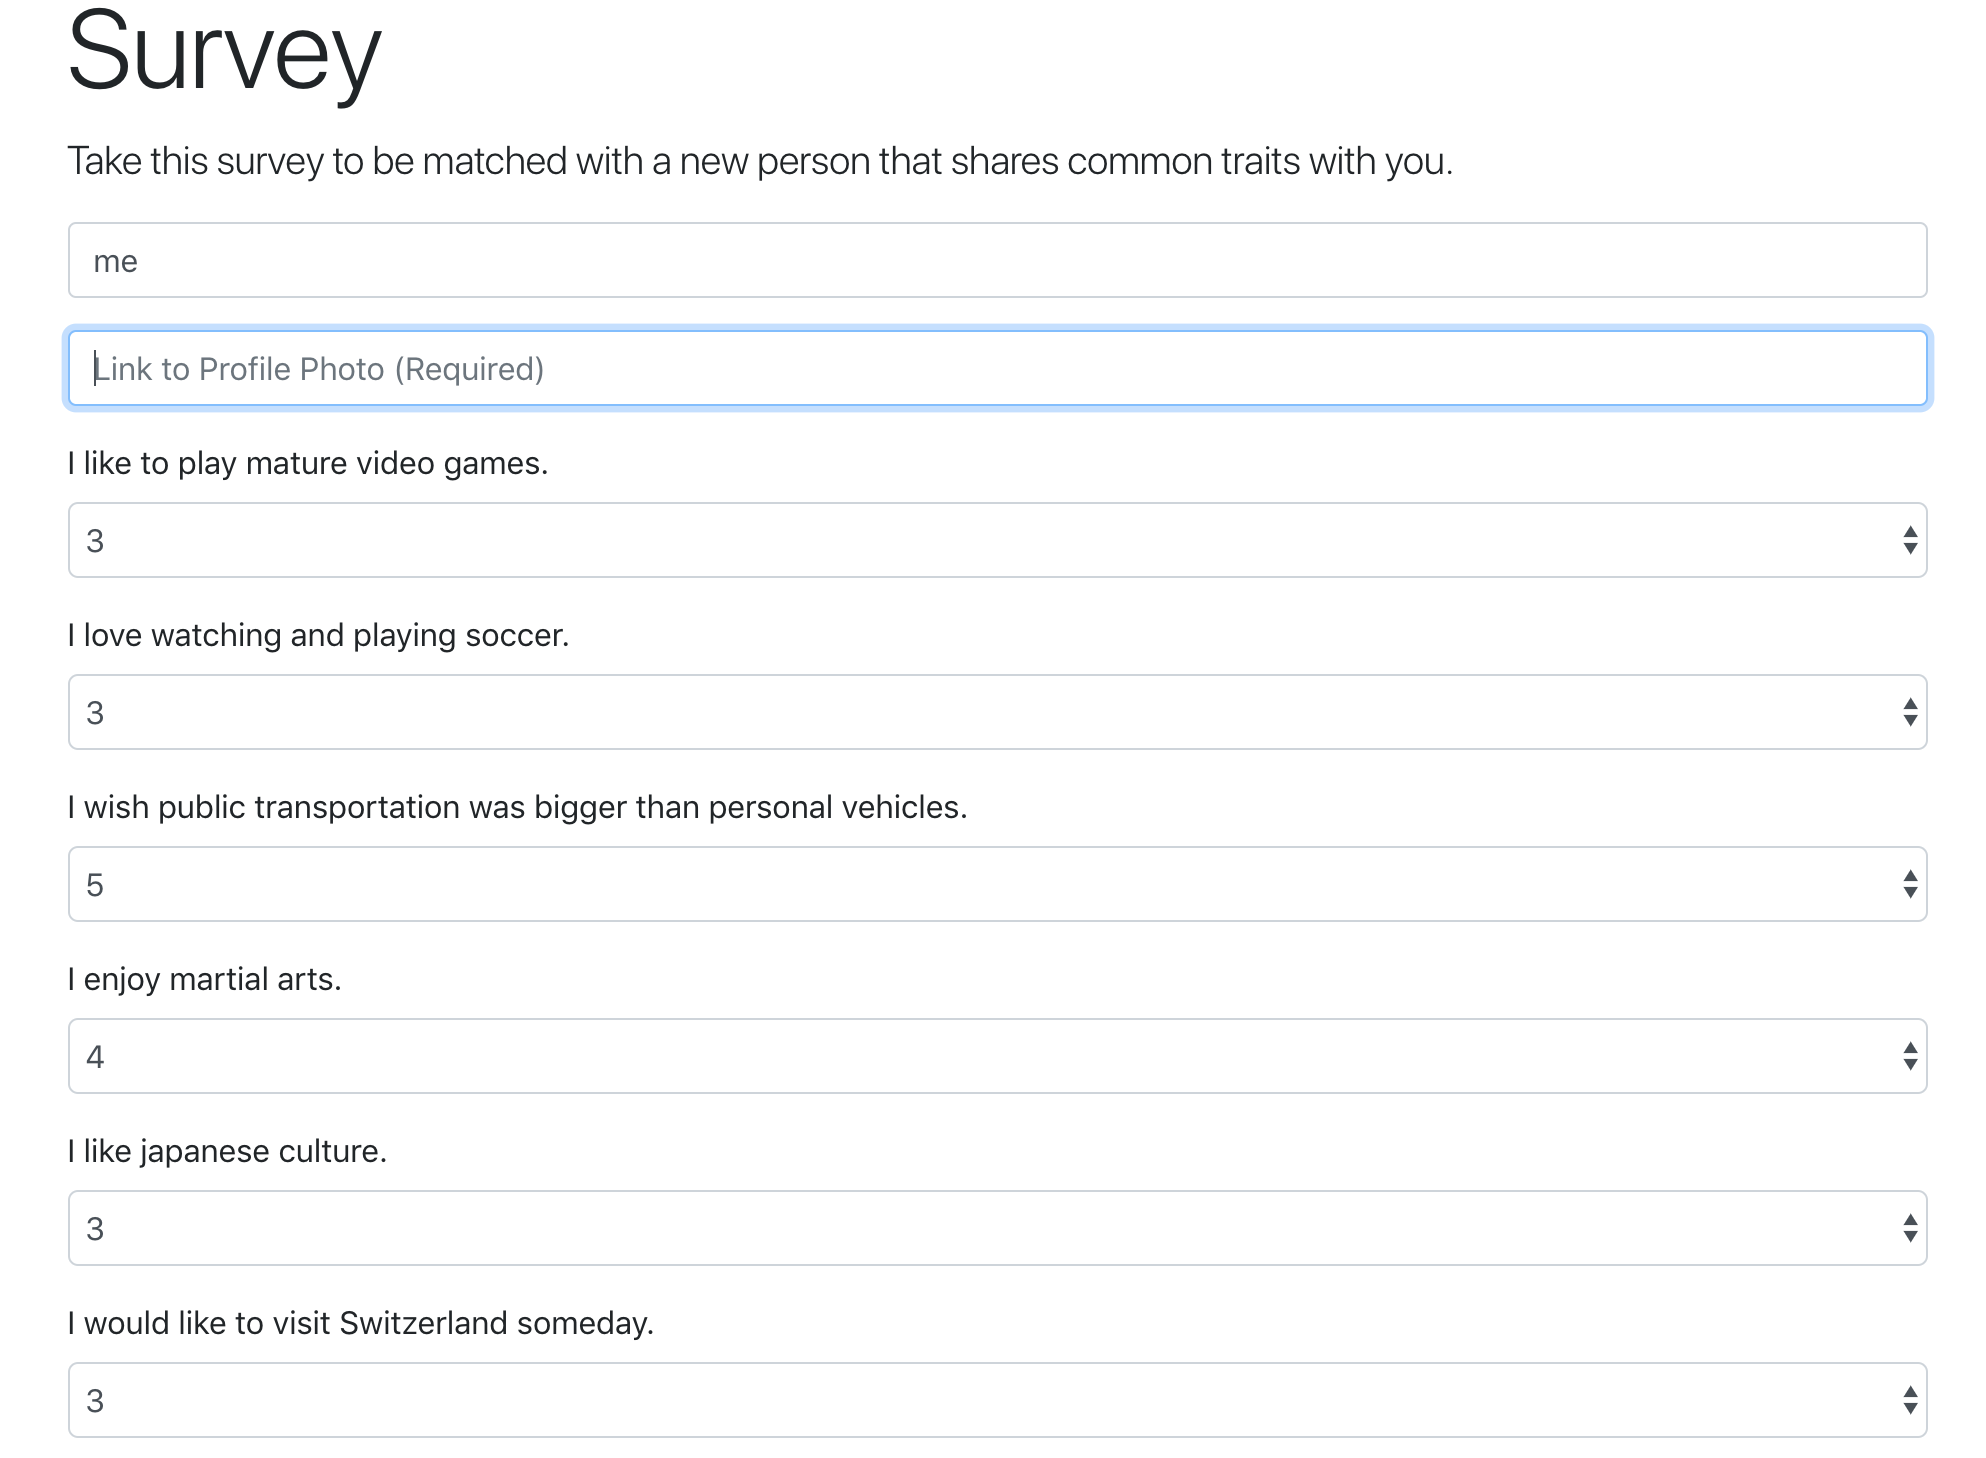 Survey
Take this survey to be matched with a new person that shares common traits with you.
me
Link to Profile Photo (Required)
I like to play mature video games.
3
I love watching and playing soccer.
3
I wish public transportation was bigger than personal vehicles.
5
I enjoy martial arts.
4
I like japanese culture.
3
I would like to visit Switzerland someday.
3